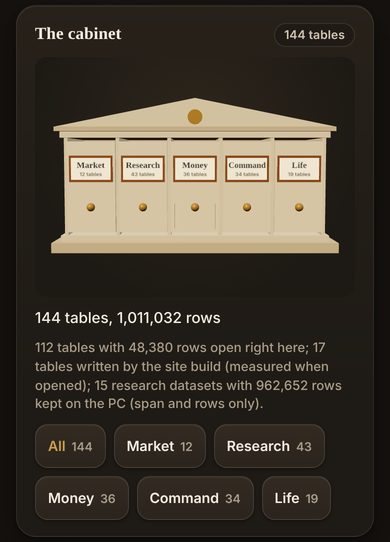 The cabinet
144 tables
Market
12 tables
Research
43 tables
Money
36 tables
Command
34 tables
Life
19 tables
144 tables, 1,011,032 rows
112 tables with 48,380 rows open right here; 17
tables written by the site build (measured when
opened); 15 research datasets with 962,652 rows
kept on the PC (span and rows only).
All 144
Market 12
Research 43
Money 36
Command 34
Life 19